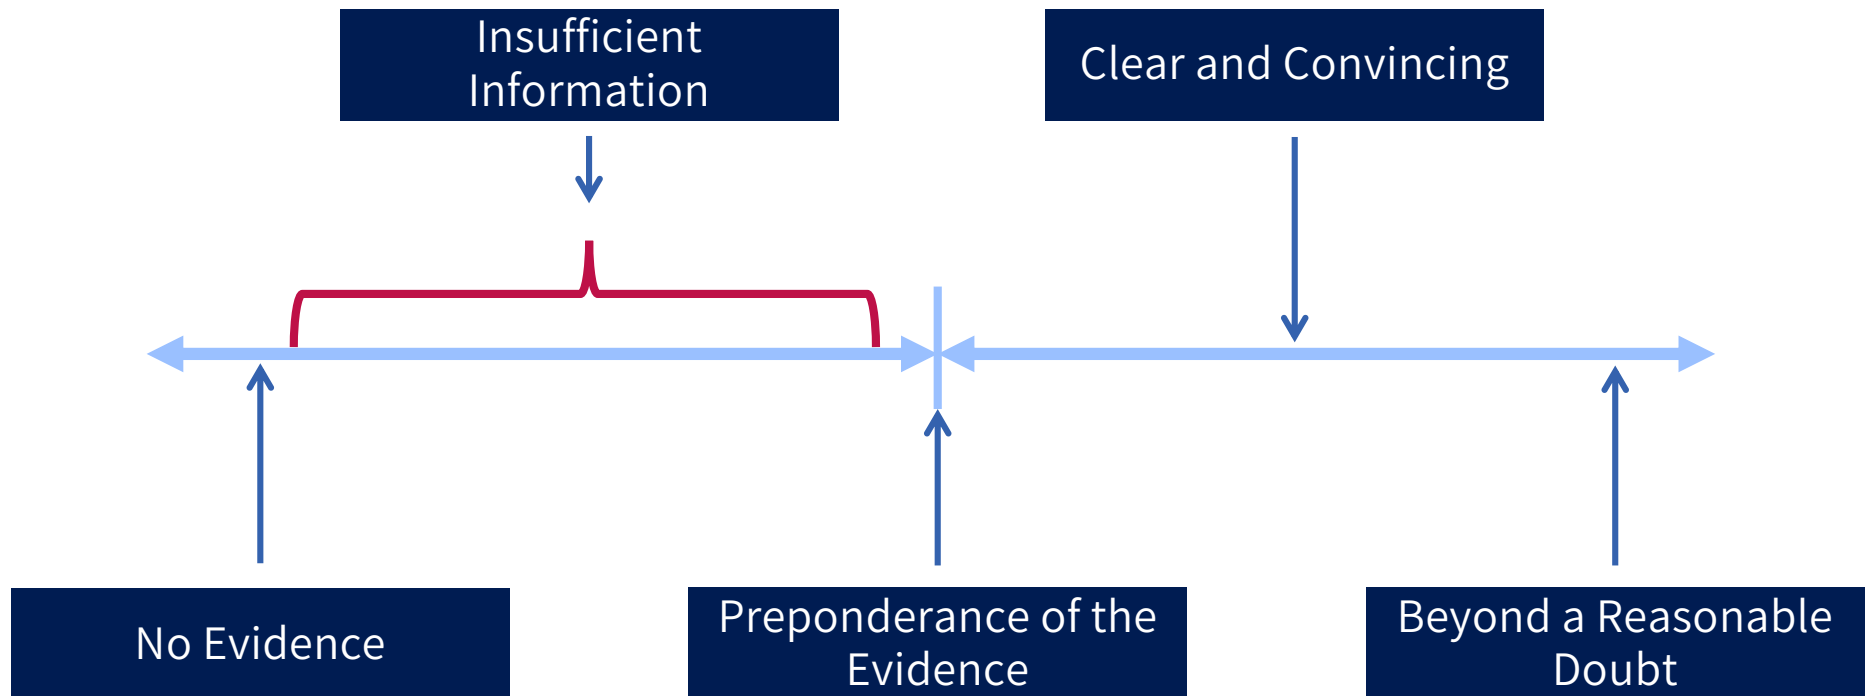 Insufficient
Information
Clear and Convincing
No Evidence
Preponderance of the
Evidence
Beyond a Reasonable
Doubt